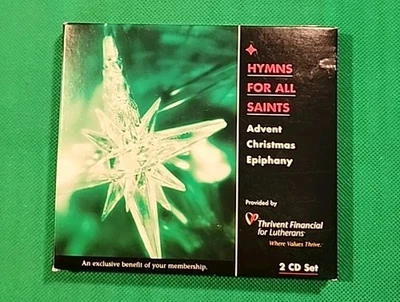 HYMNS
FOR ALL
SAINTS
Advent
Christmas
Epiphany
Provided by
Thrivent Financial
for Lutherans
Where Values Thrive.
An exclusive benefit of your membership.
2 CD Set